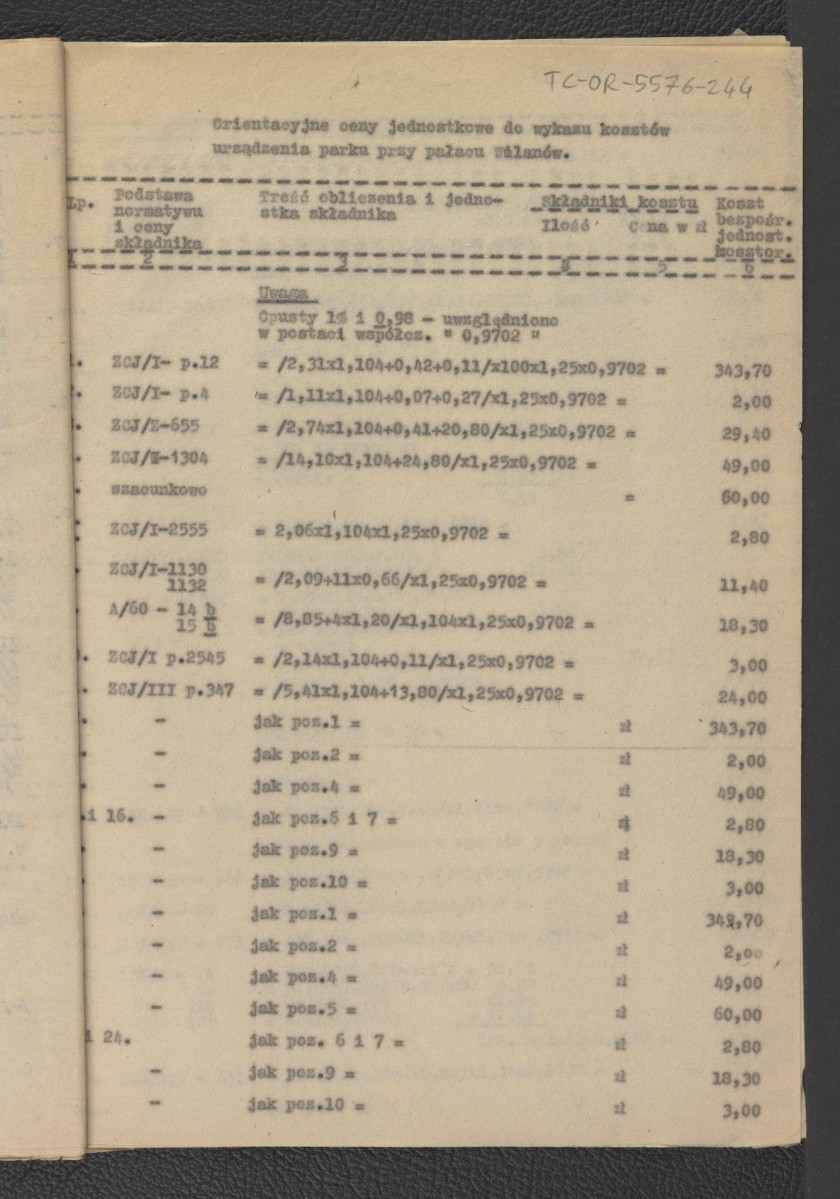 TC-OR-5576-244
Orientacyjne ceny jednostkowe do wykazu kosztów
urządzenia parku przy pałacu Wilanów.
Lp. Podstawa normatywu i ceny składnika Treść obliczenia i jedno-stka składnika Składniki kosztu Ilość Cena w zł Koszt bezpośr. jednost. kosztor.
1 2 3 4 5 6
Uwaga
Opusty 1% i 0,98 - uwzględniono
w postaci współcz. " 0,9702 "
1. ZCJ/I- p.12 = /2,31x1,104+0,42+0,11/x100x1,25x0,9702 = 343,70
. ZCJ/I- p.4 = /1,11x1,104+0,07+0,27/x1,25x0,9702 = 2,00
. ZCJ/Z-655 = /2,74x1,104+0,41+20,80/x1,25x0,9702 = 29,40
. ZCJ/Z-1304 = /14,10x1,104+24,80/x1,25x0,9702 = 49,00
. szacunkowo = 60,00
. ZCJ/I-2555 = 2,06x1,104x1,25x0,9702 = 2,80
. ZCJ/I-1130
1132 = /2,09+11x0,66/x1,25x0,9702 = 11,40
. A/60 - 14 b
15 b = /8,85+4x1,20/x1,104x1,25x0,9702 = 18,30
. ZCJ/I p.2545 = /2,14x1,104+0,11/x1,25x0,9702 = 3,00
. ZCJ/III p.347 = /5,41x1,104+13,80/x1,25x0,9702 = 24,00
. - jak poz.1 = zł 343,70
. - jak poz.2 = zł 2,00
. - jak poz.4 = zł 49,00
.i 16. - jak poz.6 i 7 = zł 2,80
. - jak poz.9 = zł 18,30
. - jak poz.10 = zł 3,00
. - jak poz.1 = zł 343,70
. - jak poz.2 = zł 2,00
. - jak poz.4 = zł 49,00
. - jak poz.5 = zł 60,00
i 24. jak poz. 6 i 7 = zł 2,80
- jak poz.9 = zł 18,30
- jak poz.10 = zł 3,00